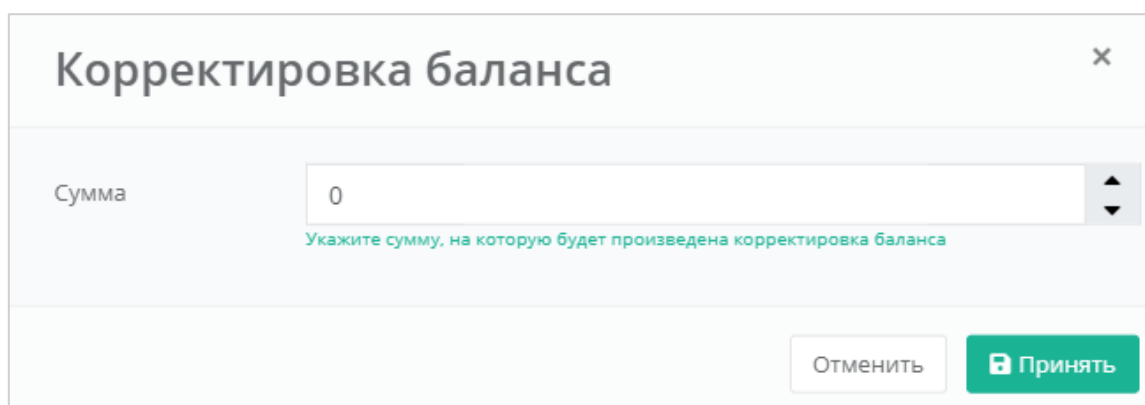 Корректировка баланса
×
Сумма
0
Укажите сумму, на которую будет произведена корректировка баланса
Отменить
Принять